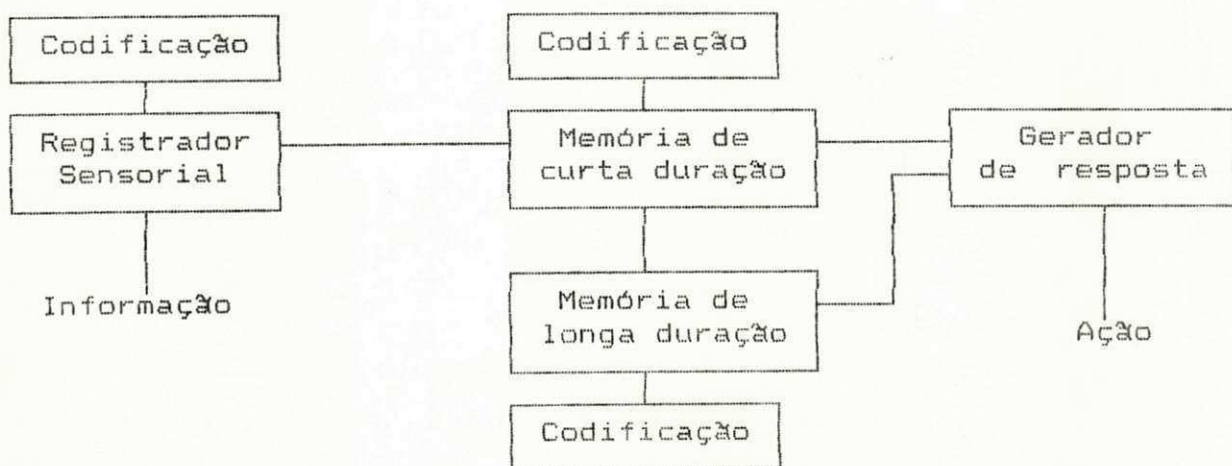 Codificação
Codificação
Registrador
Sensorial
Memória de
curta duração
Gerador
de resposta
Informação
Memória de
longa duração
Ação
Codificação